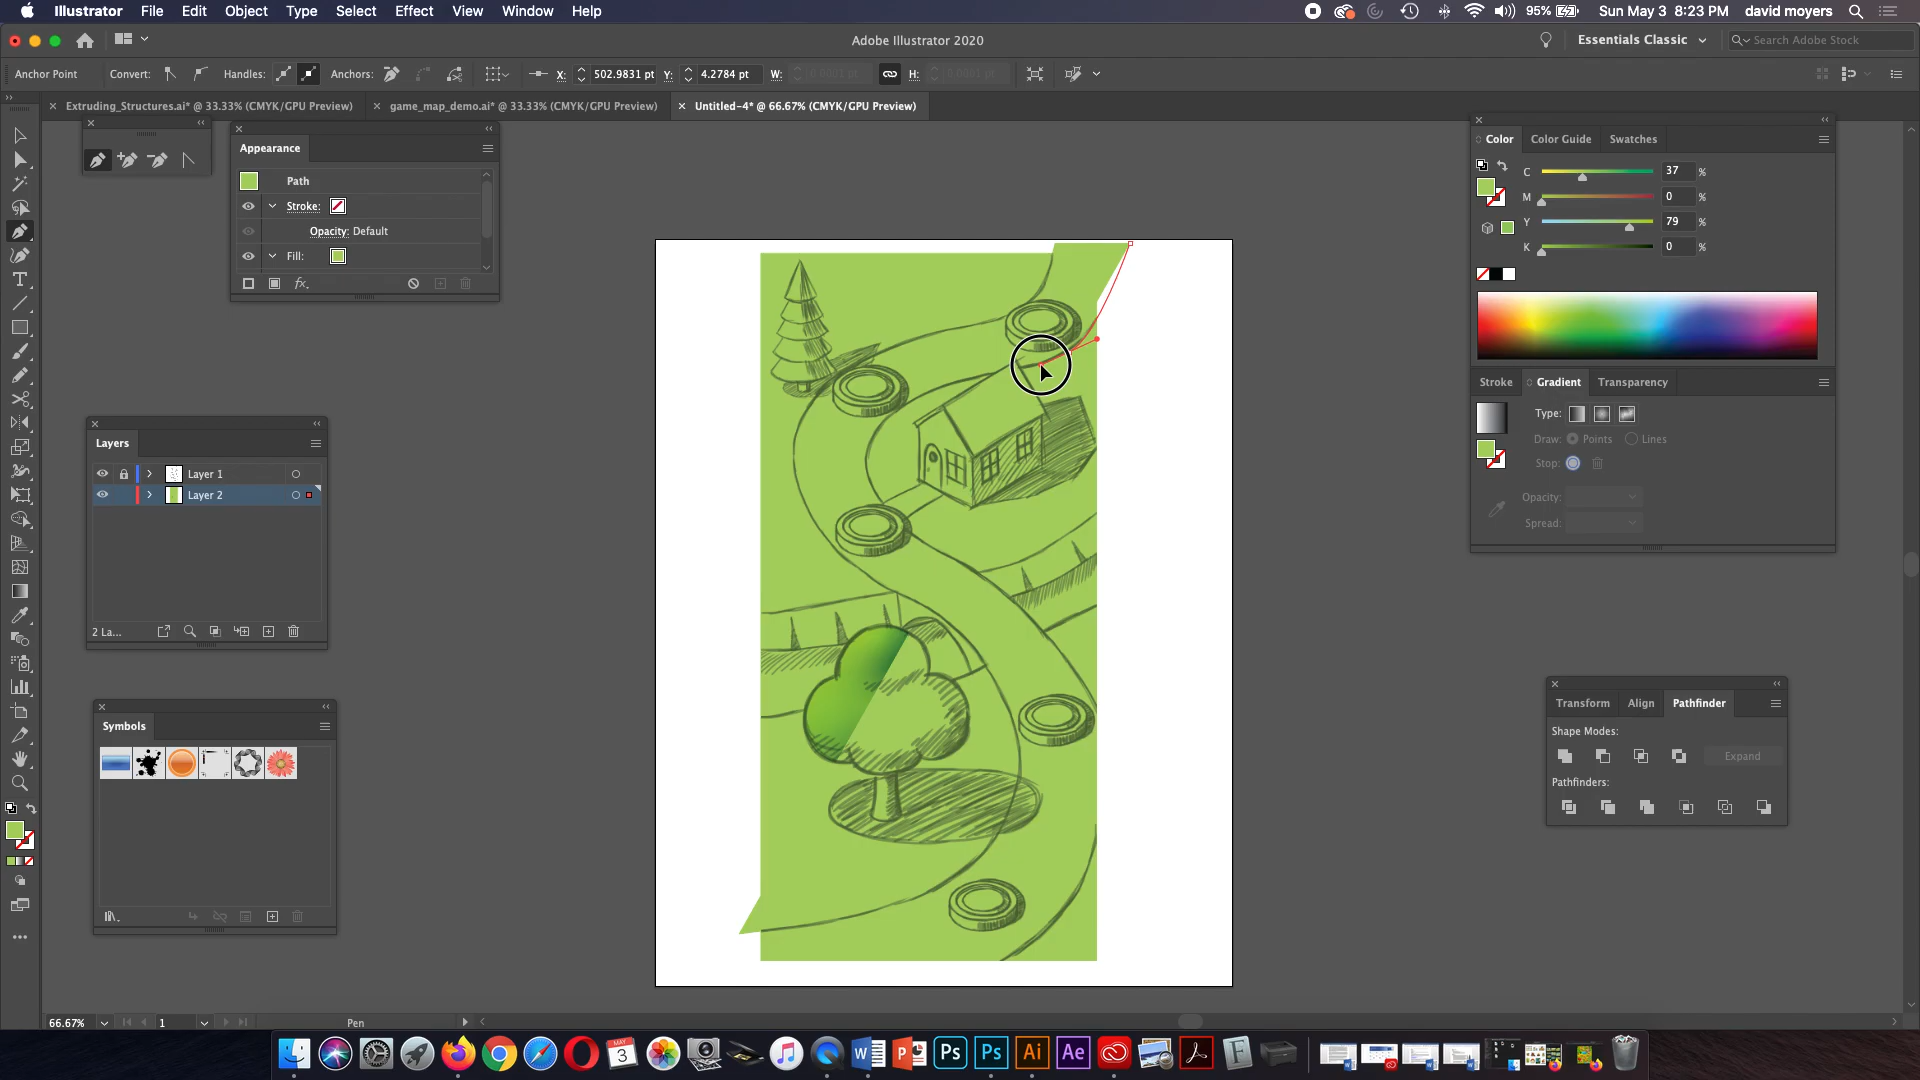 Illustrator File Edit Object Type Select Effect View Window Help 95% Sun May 3 8:23 PM david moyers
Adobe Illustrator 2020 Essentials Classic Search Adobe Stock
Anchor Point Convert: Handles: Anchors: X: 502.9831 pt Y: 4.2784 pt W: H:
Extruding_Structures.ai* @ 33.33% (CMYK/GPU Preview) game_map_demo.ai* @ 33.33% (CMYK/GPU Preview) Untitled-4* @ 66.67% (CMYK/GPU Preview)
Appearance
Path
Stroke:
Opacity: Default
Fill:
fx.
Layers
Layer 1
Layer 2
2 La...
Symbols
Color Color Guide Swatches
C 37 %
M 0 %
Y 79 %
K 0 %
Stroke Gradient Transparency
Type:
Draw: Points Lines
Stop:
Opacity:
Spread:
Transform Align Pathfinder
Shape Modes:
Expand
Pathfinders:
66.67% 1 Pen
MAY
3
W P Ps Ps Ai Ae